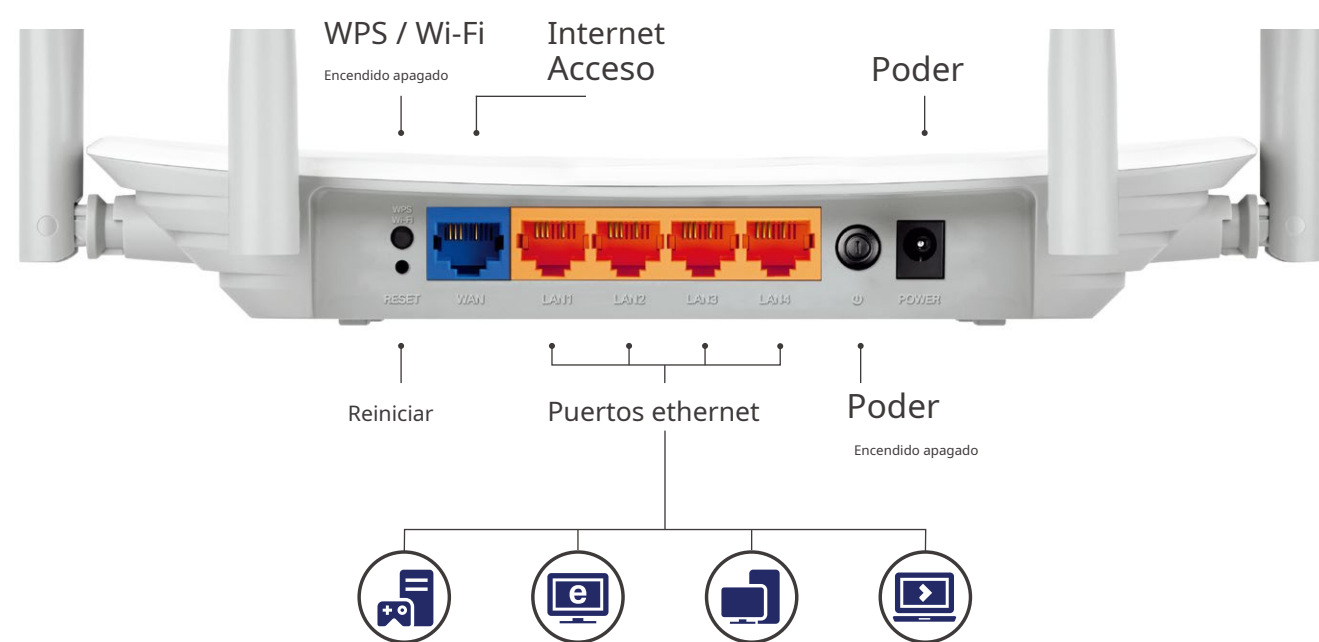 WPS / Wi-Fi
Encendido apagado
Internet
Acceso
Poder
WPS
Wi-Fi
RESET
WAN
LAN1
LAN2
LAN3
LAN4
POWER
Reiniciar
Puertos ethernet
Poder
Encendido apagado
e